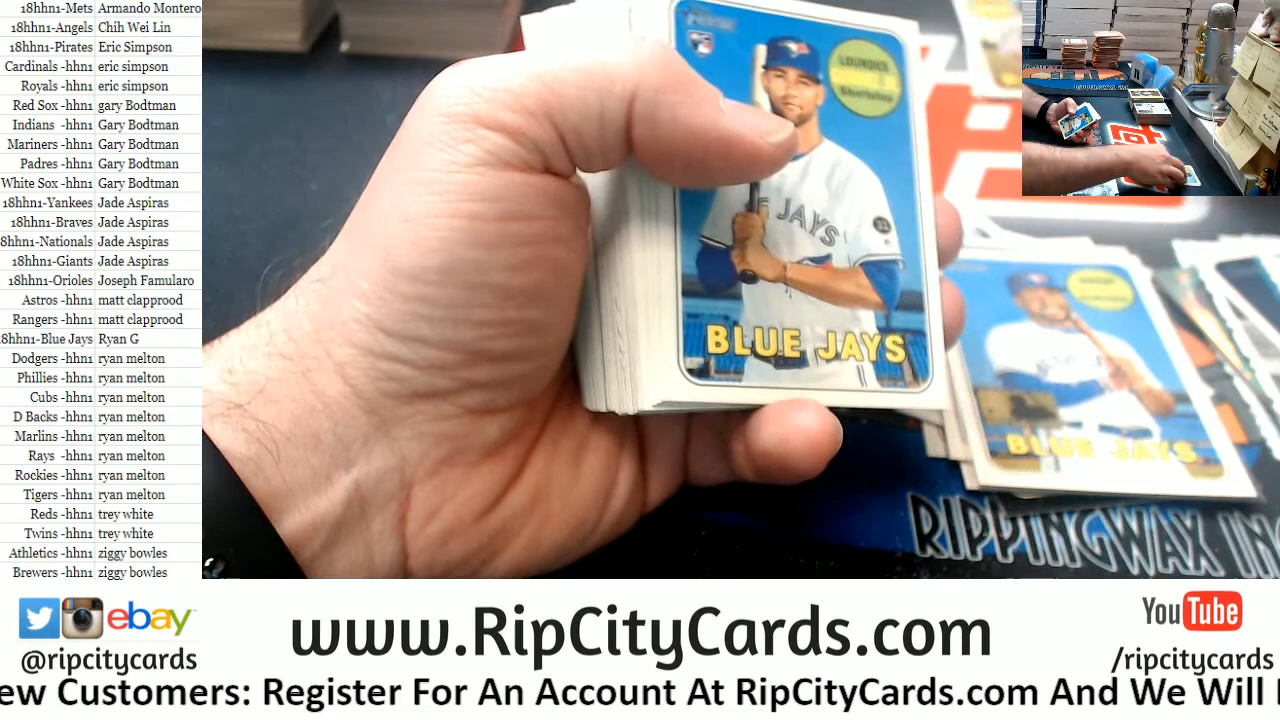 18hhn1-Mets Armando Montero
18hhn1-Angels Chih Wei Lin
18hhn1-Pirates Eric Simpson
Cardinals -hhn1 eric simpson
Royals -hhn1 eric simpson
Red Sox -hhn1 gary Bodtman
Indians -hhn1 Gary Bodtman
Mariners -hhn1 Gary Bodtman
Padres -hhn1 Gary Bodtman
White Sox -hhn1 Gary Bodtman
18hhn1-Yankees Jade Aspiras
18hhn1-Braves Jade Aspiras
8hhn1-Nationals Jade Aspiras
18hhn1-Giants Jade Aspiras
18hhn1-Orioles Joseph Famularo
Astros -hhn1 matt clapprood
Rangers -hhn1 matt clapprood
18hhn1-Blue Jays Ryan G
Dodgers -hhn1 ryan melton
Phillies -hhn1 ryan melton
Cubs -hhn1 ryan melton
D Backs -hhn1 ryan melton
Marlins -hhn1 ryan melton
Rays -hhn1 ryan melton
Rockies -hhn1 ryan melton
Tigers -hhn1 ryan melton
Reds -hhn1 trey white
Twins -hhn1 trey white
Athletics -hhn1 ziggy bowles
Brewers -hhn1 ziggy bowles
LOURDES
Shortstop
JAYS
BLUE JAYS
BLUE JAYS
RIPPINGWAX IN
ebay
@ripcitycards
www.RipCityCards.com
YouTube
/ripcitycards
ew Customers: Register For An Account At RipCityCards.com And We Will